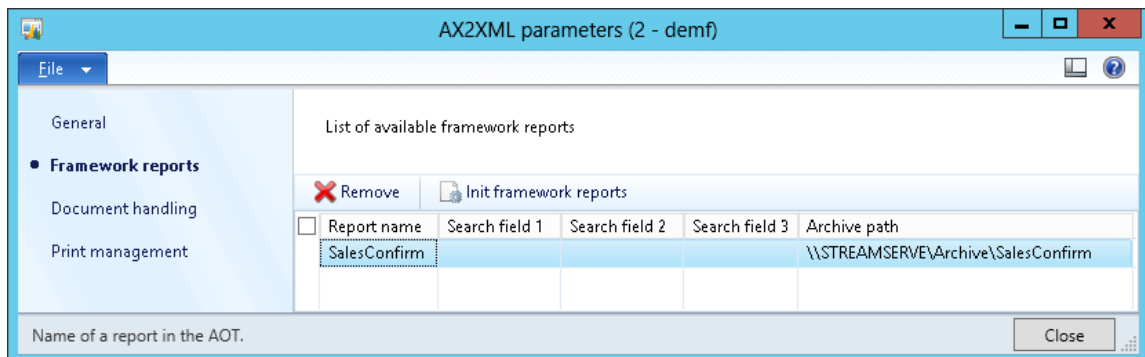 AX2XML parameters (2 - demf)
File
General
Framework reports
Document handling
Print management
List of available framework reports
Remove
Init framework reports
Report name Search field 1 Search field 2 Search field 3 Archive path
SalesConfirm \\STREAMSERVE\Archive\SalesConfirm
Name of a report in the AOT.
Close